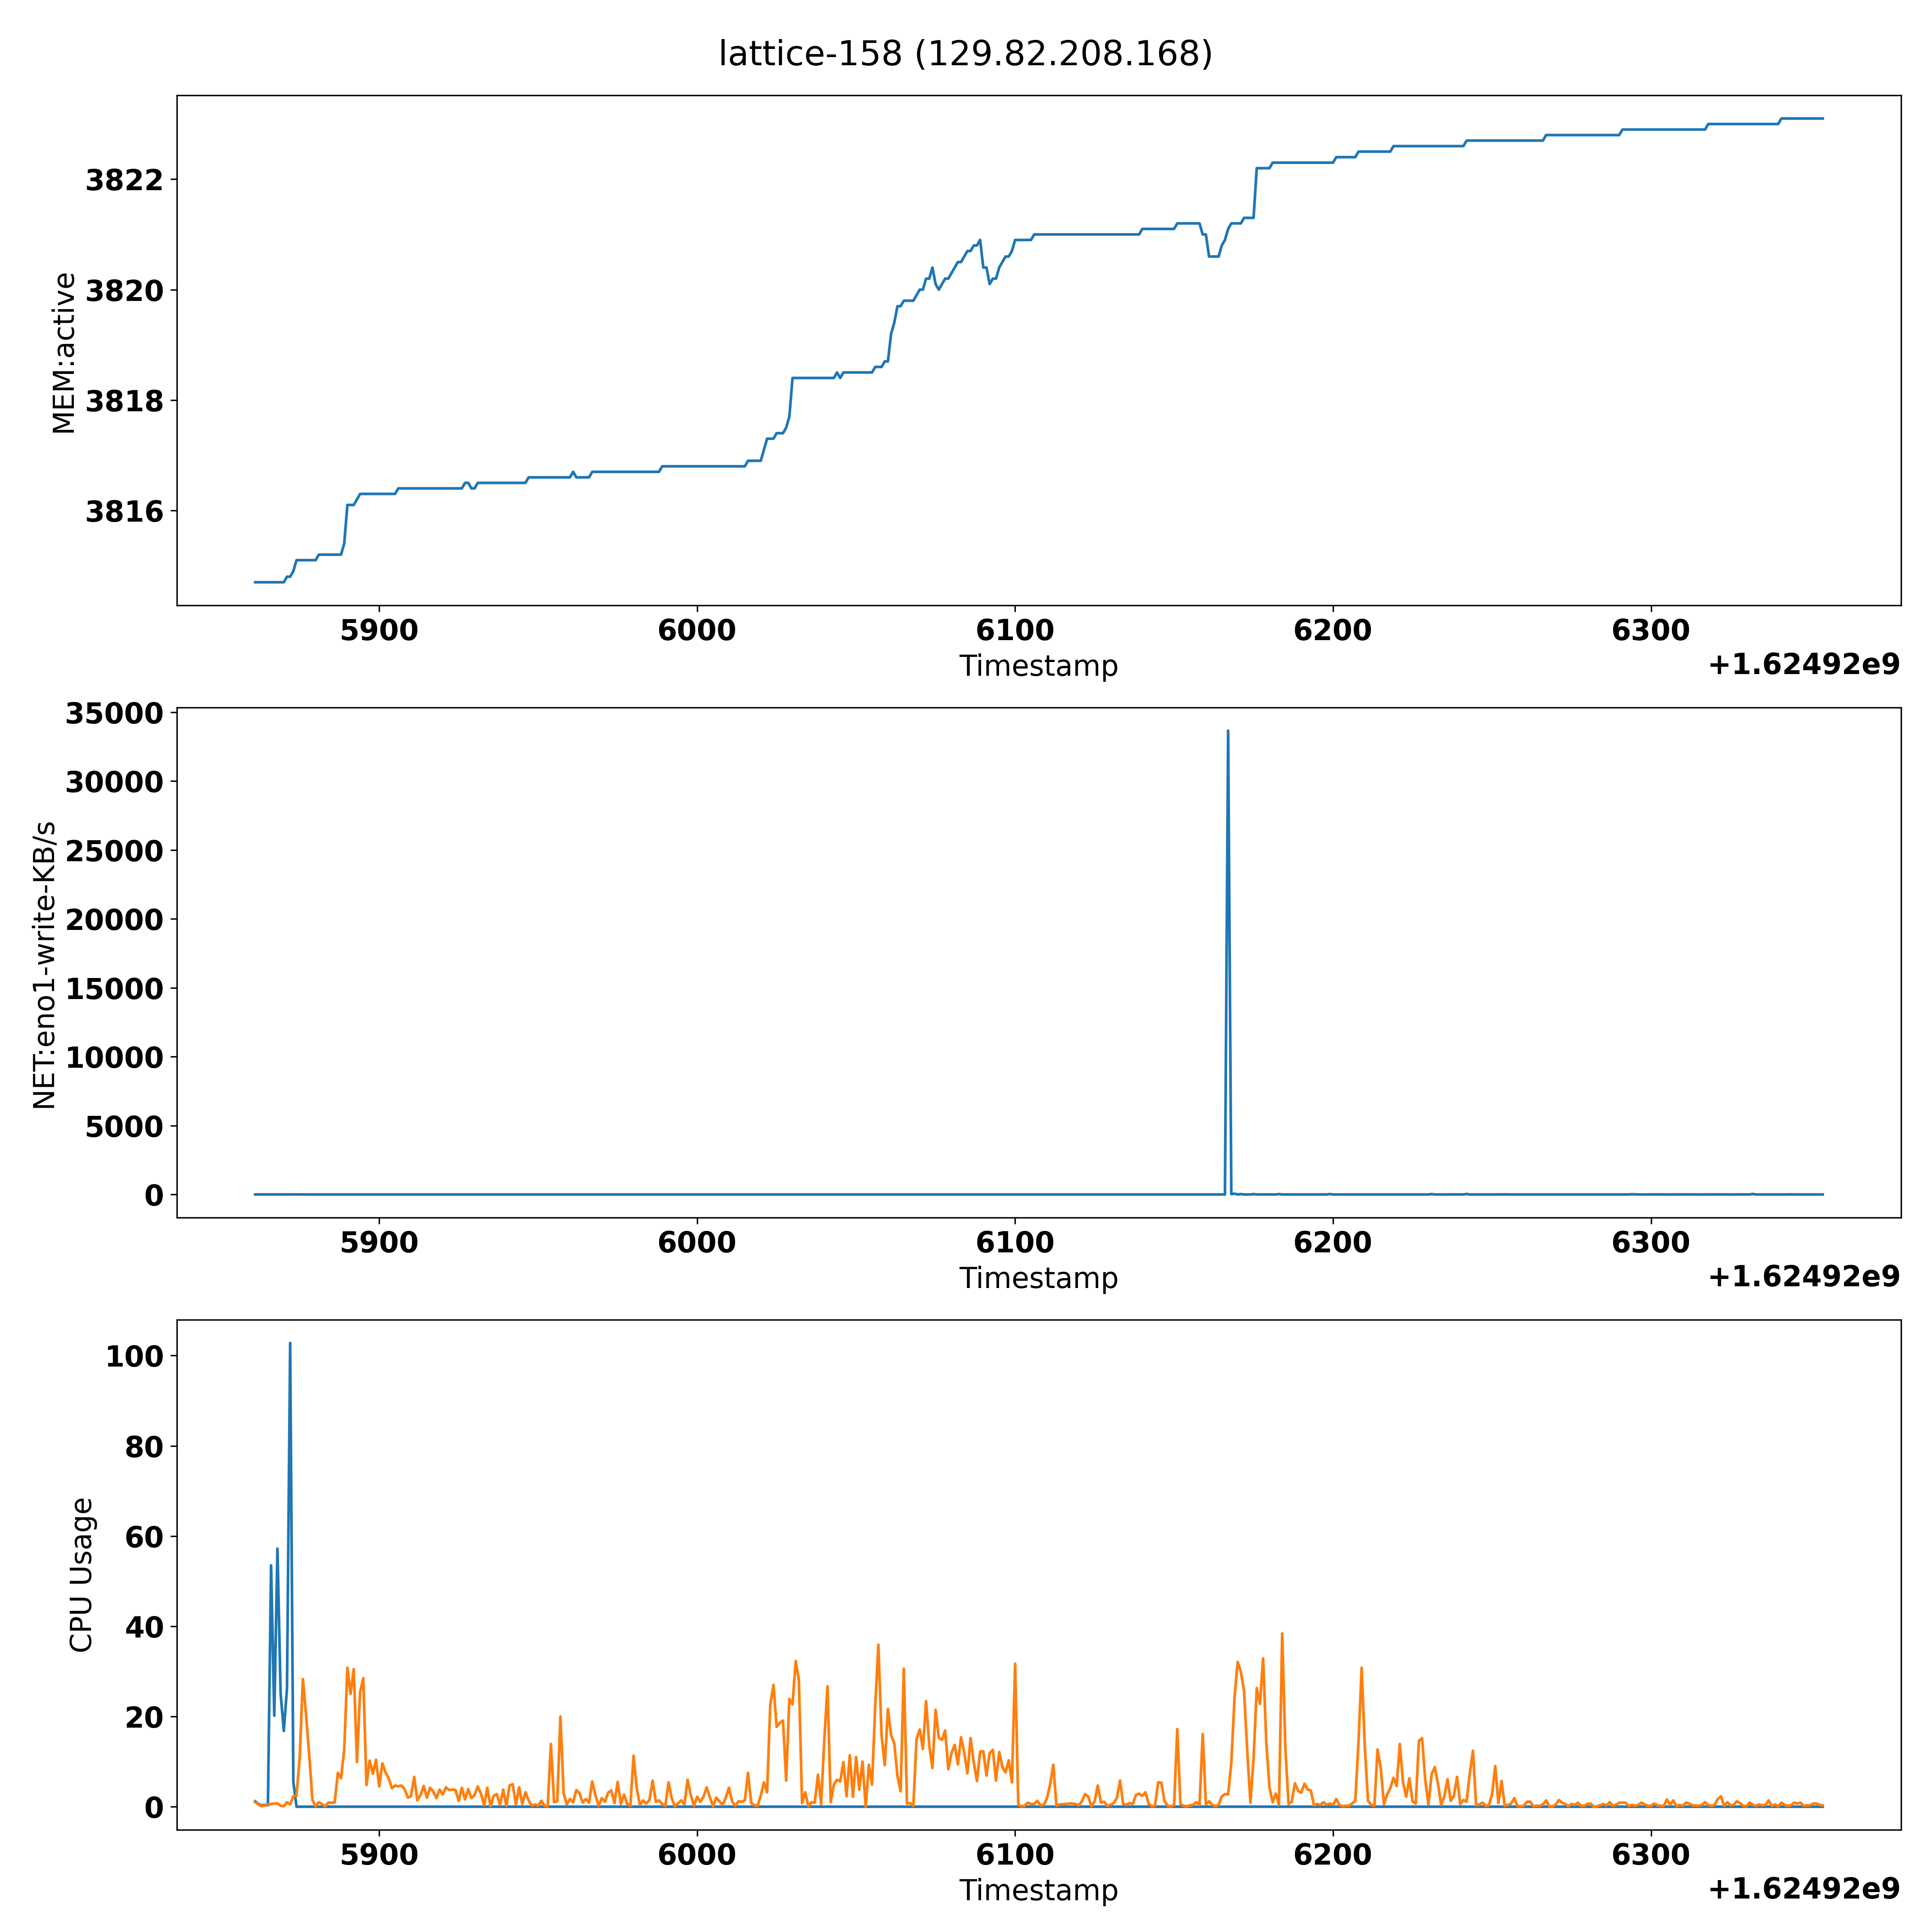 lattice-158 (129.82.208.168)
MEM:active
3822
3820
3818
3816
5900 6000 6100 6200 6300
Timestamp
+1.62492e9
NET:eno1-write-KB/s
35000
30000
25000
20000
15000
10000
5000
0
5900 6000 6100 6200 6300
Timestamp
+1.62492e9
CPU Usage
100
80
60
40
20
0
5900 6000 6100 6200 6300
Timestamp
+1.62492e9